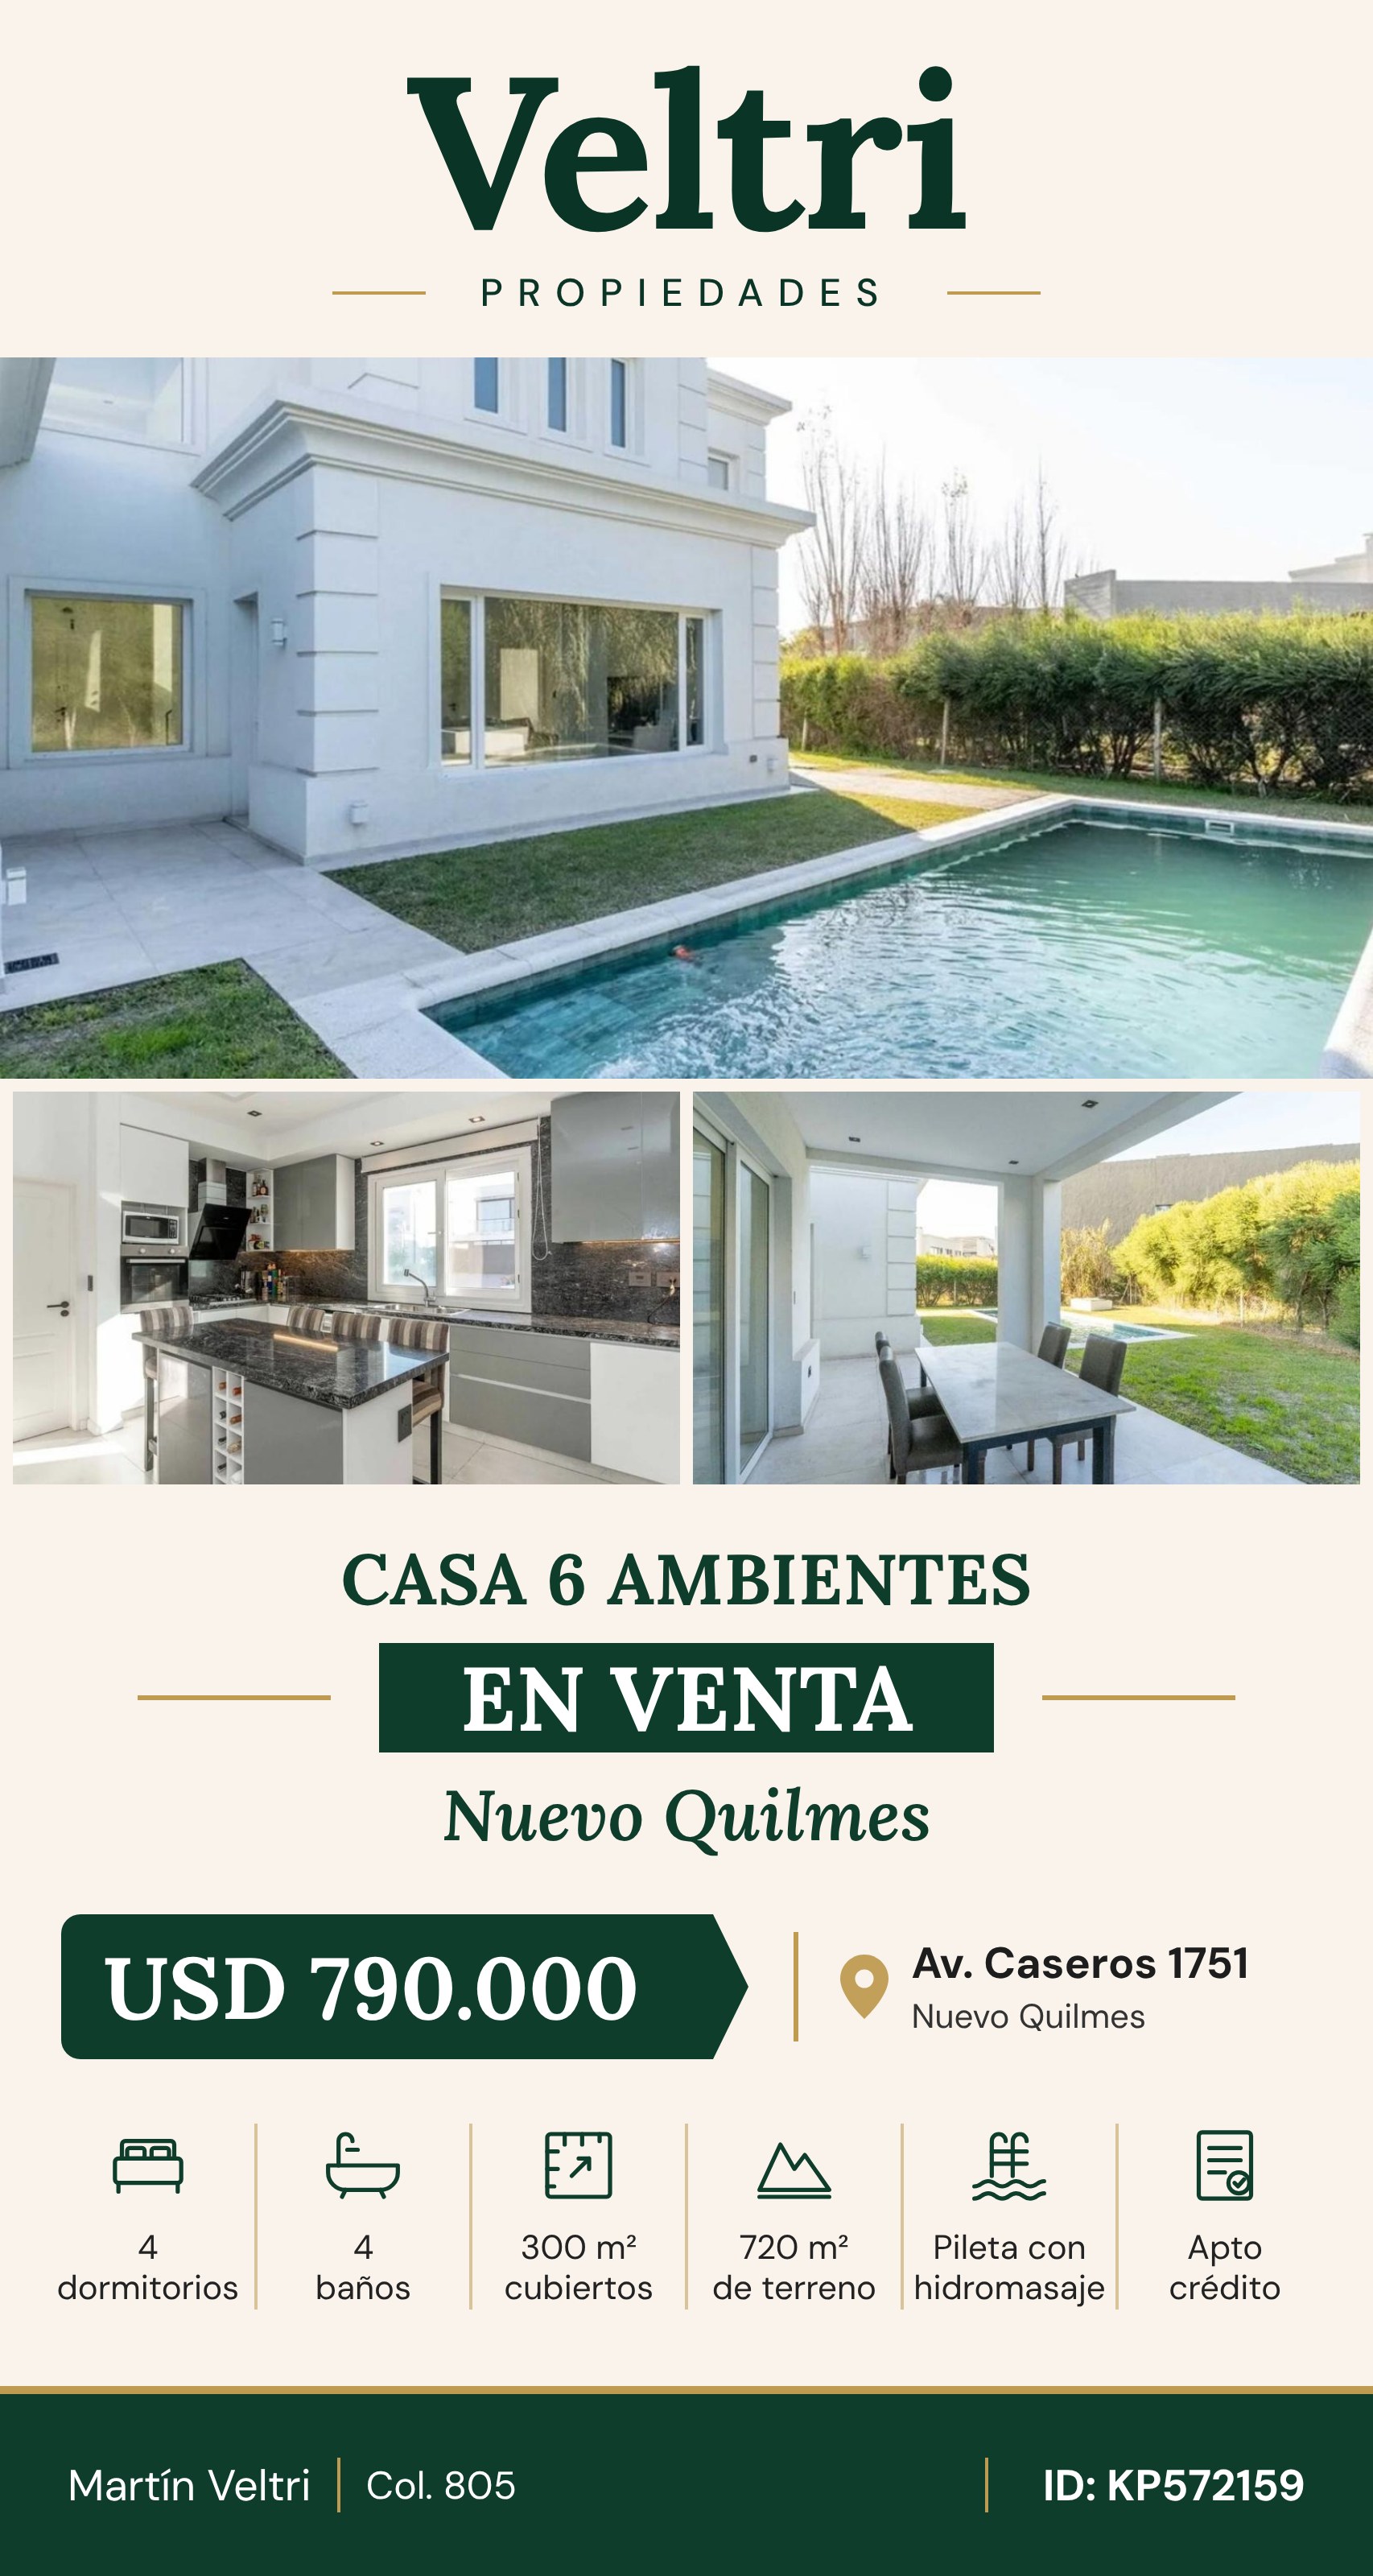 Veltri
PROPIEDADES
CASA 6 AMBIENTES
EN VENTA
Nuevo Quilmes
USD 790.000
Av. Caseros 1751
Nuevo Quilmes
4
dormitorios
4
baños
300 m²
cubiertos
720 m²
de terreno
Pileta con
hidromasaje
Apto
crédito
Martín Veltri
Col. 805
ID: KP572159